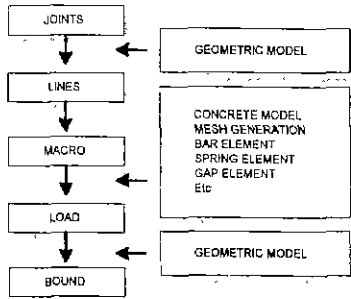 JOINTS
GEOMETRIC MODEL
LINES
CONCRETE MODEL
MESH GENERATION
BAR ELEMENT
SPRING ELEMENT
GAP ELEMENT
Etc
MACRO
LOAD
GEOMETRIC MODEL
BOUND